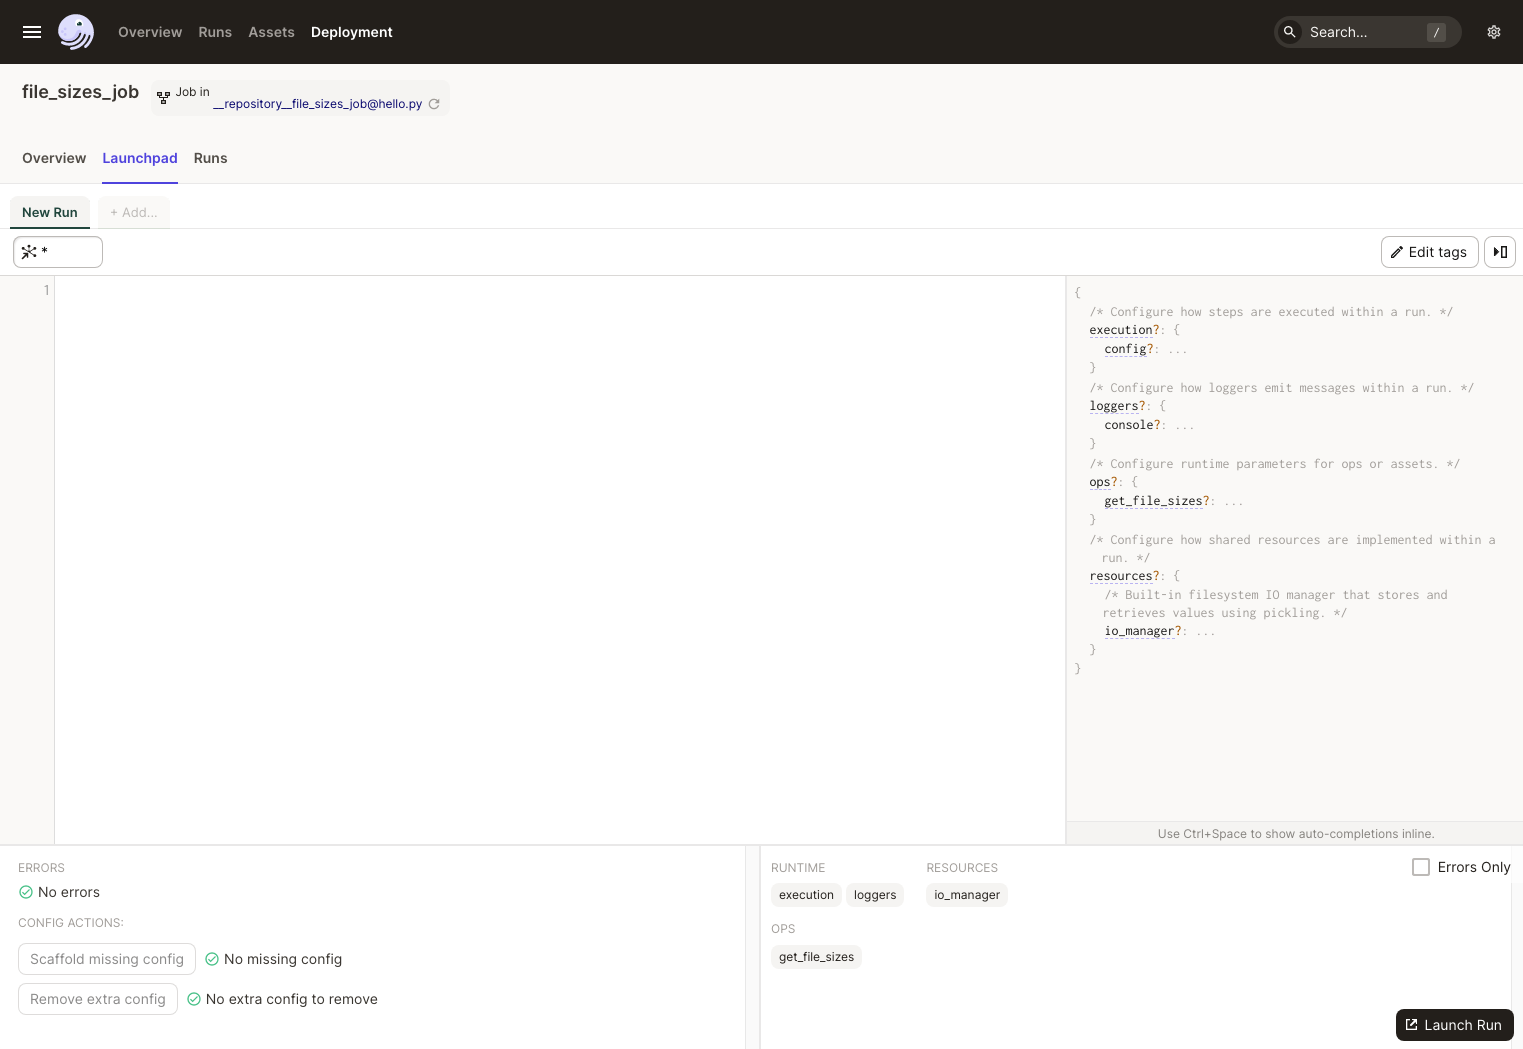 Overview Runs Assets Deployment
Search... /
file_sizes_job
Job in
__repository__file_sizes_job@hello.py
Overview Launchpad Runs
New Run + Add...
*
Edit tags
1
{
/* Configure how steps are executed within a run. */
execution?: {
config?: ...
}
/* Configure how loggers emit messages within a run. */
loggers?: {
console?: ...
}
/* Configure runtime parameters for ops or assets. */
ops?: {
get_file_sizes?: ...
}
/* Configure how shared resources are implemented within a
run. */
resources?: {
/* Built-in filesystem IO manager that stores and
retrieves values using pickling. */
io_manager?: ...
}
}
Use Ctrl+Space to show auto-completions inline.
ERRORS
No errors
CONFIG ACTIONS:
Scaffold missing config No missing config
Remove extra config No extra config to remove
RUNTIME
execution loggers
RESOURCES
io_manager
OPS
get_file_sizes
Errors Only
Launch Run